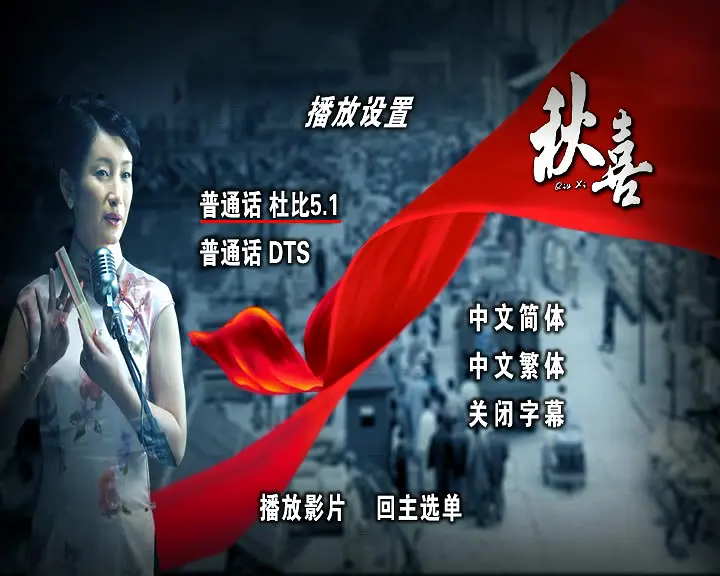 播放设置
秋喜
Qiu Xi
普通话 杜比5.1
普通话 DTS
中文简体
中文繁体
关闭字幕
播放影片 回主选单